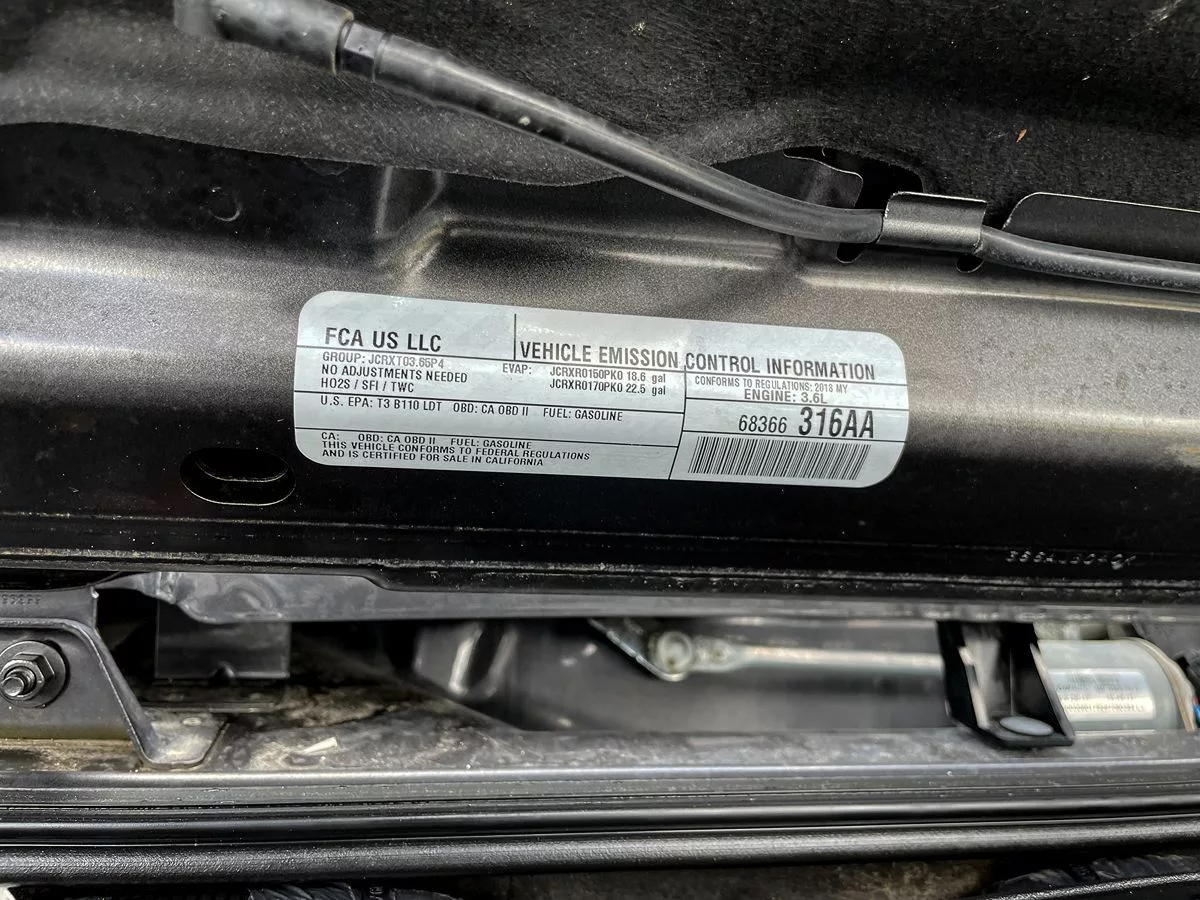 FCA US LLC
VEHICLE EMISSION CONTROL INFORMATION
GROUP: JCRXT03.65P4
NO ADJUSTMENTS NEEDED
HO2S / SFI / TWC
EVAP: JCRXR0150PK0 18.6 gal
JCRXR0170PK0 22.5 gal
CONFORMS TO REGULATIONS: 2018 MY
ENGINE: 3.6L
U.S. EPA: T3 B110 LDT OBD: CA OBD II FUEL: GASOLINE
68366 316AA
CA: OBD: CA OBD II FUEL: GASOLINE
THIS VEHICLE CONFORMS TO FEDERAL REGULATIONS
AND IS CERTIFIED FOR SALE IN CALIFORNIA